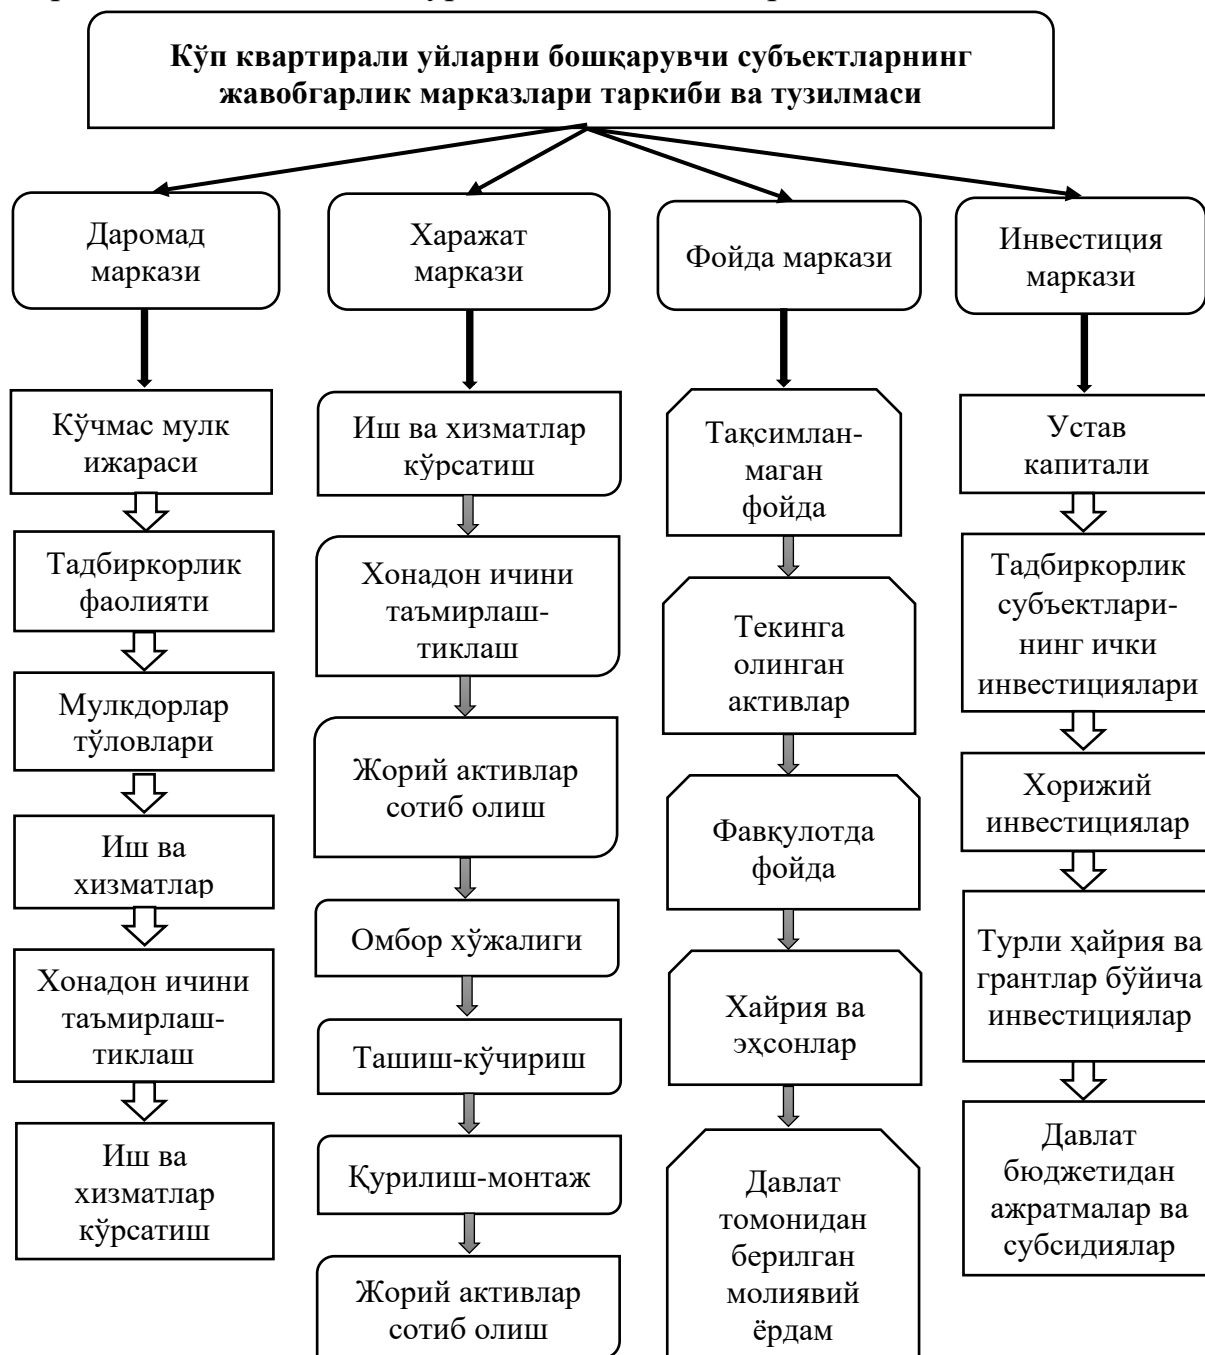 Кўп квартирали уйларни бошқарувчи субъектларнинг
жавобгарлик марказлари таркиби ва тузилмаси
Даромад
маркази
Харажат
маркази
Фойда маркази
Инвестиция
маркази
Кўчмас мулк
ижараси
Тадбиркорлик
фаолияти
Мулкдорлар
тўловлари
Иш ва
хизматлар
Хонадон ичини
таъмирлаш-
тиклаш
Иш ва
хизматлар
кўрсатиш
Иш ва хизматлар
кўрсатиш
Хонадон ичини
таъмирлаш-
тиклаш
Жорий активлар
сотиб олиш
Омбор хўжалиги
Ташиш-кўчириш
Қурилиш-монтаж
Жорий активлар
сотиб олиш
Тақсимлан-
маган
фойда
Текинга
олинган
активлар
Фавқулотда
фойда
Хайрия ва
эҳсонлар
Давлат
томонидан
берилган
молиявий
ёрдам
Устав
капитали
Тадбиркорлик
субъектлари-
нинг ички
инвестициялари
Хорижий
инвестициялар
Турли ҳайрия ва
грантлар бўйича
инвестициялар
Давлат
бюджетидан
ажратмалар ва
субсидиялар